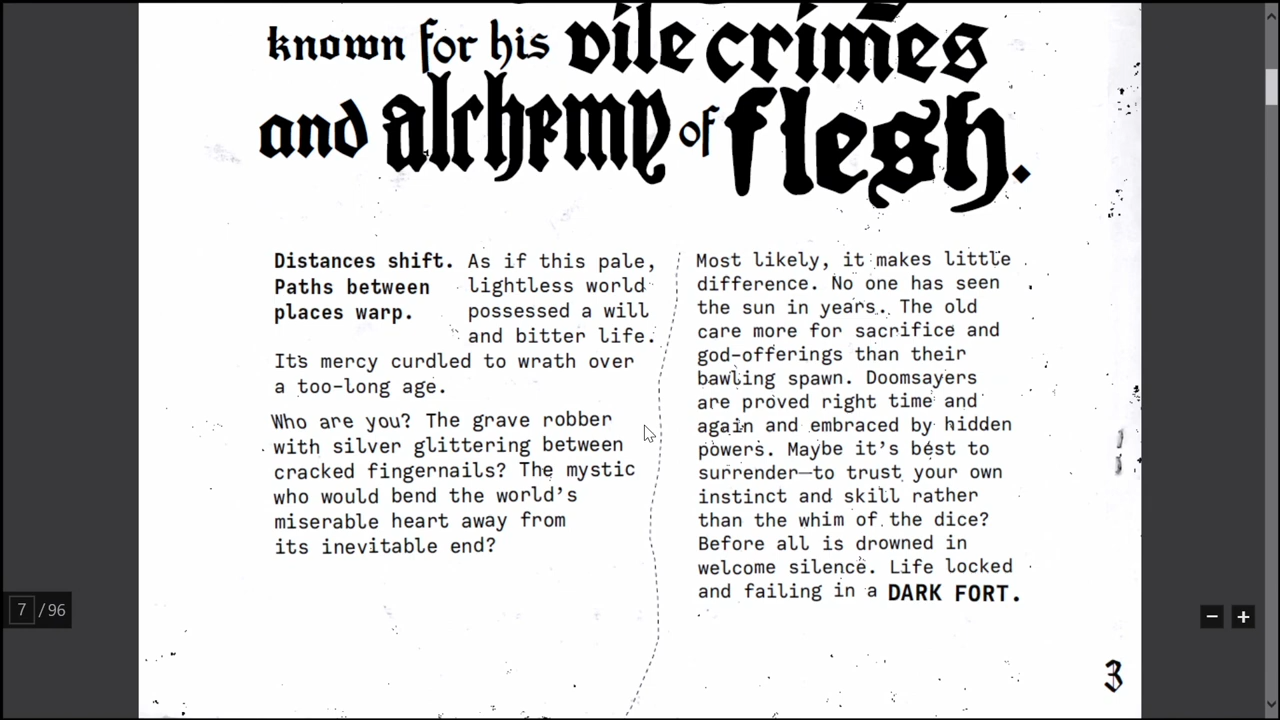 known for his vile crimes
and alchemy of flesh.
Distances shift. As if this pale,
Paths between lightless world
places warp. possessed a will
and bitter life.
Its mercy curdled to wrath over
a too-long age.
Who are you? The grave robber
with silver glittering between
cracked fingernails? The mystic
who would bend the world's
miserable heart away from
its inevitable end?
Most likely, it makes little
difference. No one has seen
the sun in years. The old
care more for sacrifice and
god-offerings than their
bawling spawn. Doomsayers
are proved right time and
again and embraced by hidden
powers. Maybe it's best to
surrender—to trust your own
instinct and skill rather
than the whim of the dice?
Before all is drowned in
welcome silence. Life locked
and failing in a DARK FORT.
3
7 / 96